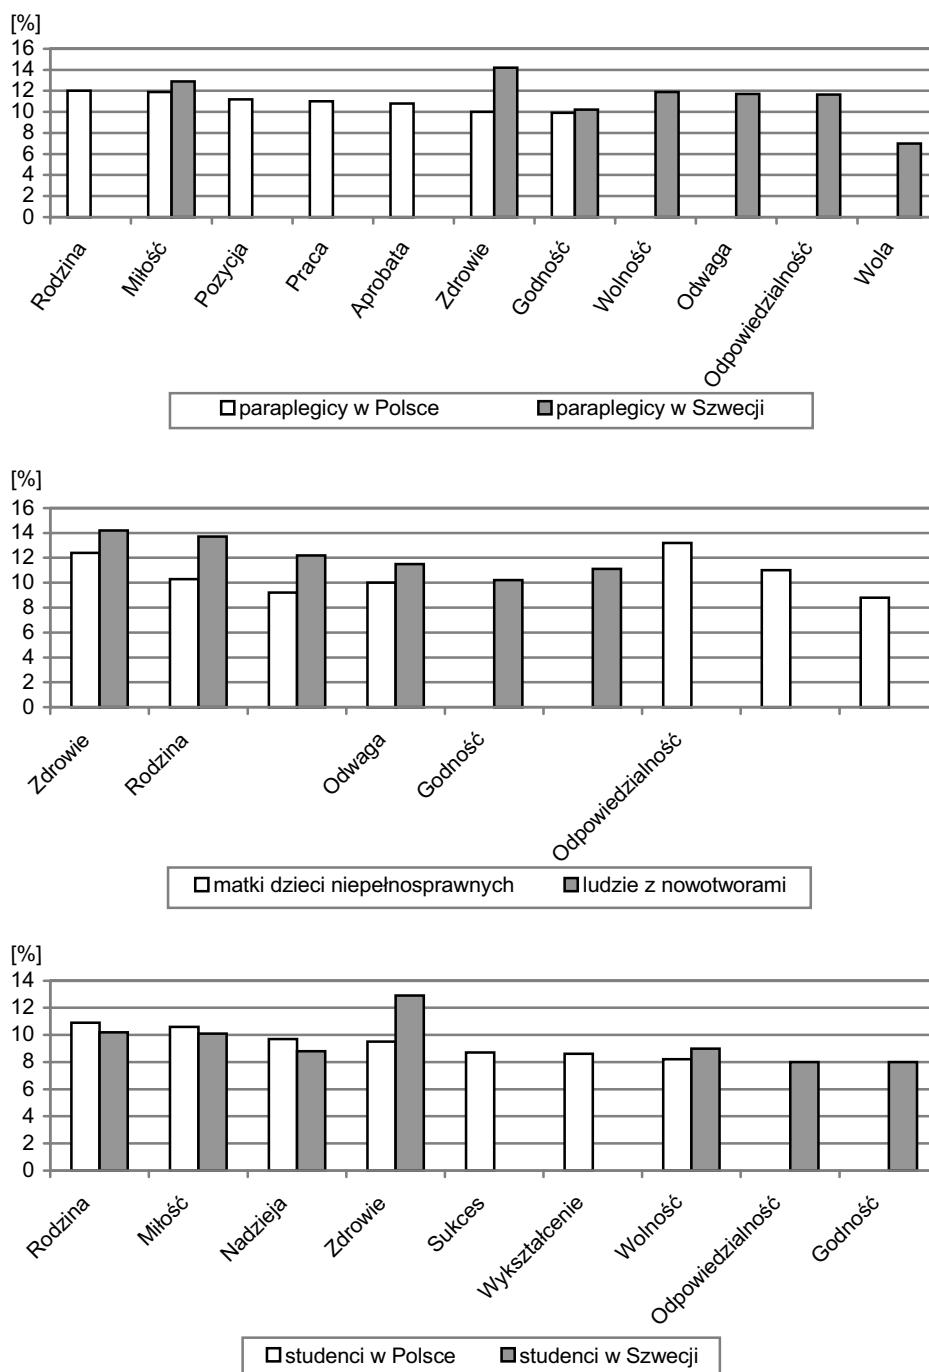 [%]
16
14
12
10
8
6
4
2
0
Rodzina
Miłość
Pozycja
Praca
Aprobata
Zdrowie
Godność
Wolność
Odwaga
Odpowiedzialność
Wola
paraplegicy w Polsce
paraplegicy w Szwecji
[%]
16
14
12
10
8
6
4
2
0
Zdrowie
Rodzina
Odwaga
Godność
Odpowiedzialność
matki dzieci niepełnosprawnych
ludzie z nowotworami
[%]
14
12
10
8
6
4
2
0
Rodzina
Miłość
Nadzieja
Zdrowie
Sukces
Wykształcenie
Wolność
Odpowiedzialność
Godność
studenci w Polsce
studenci w Szwecji